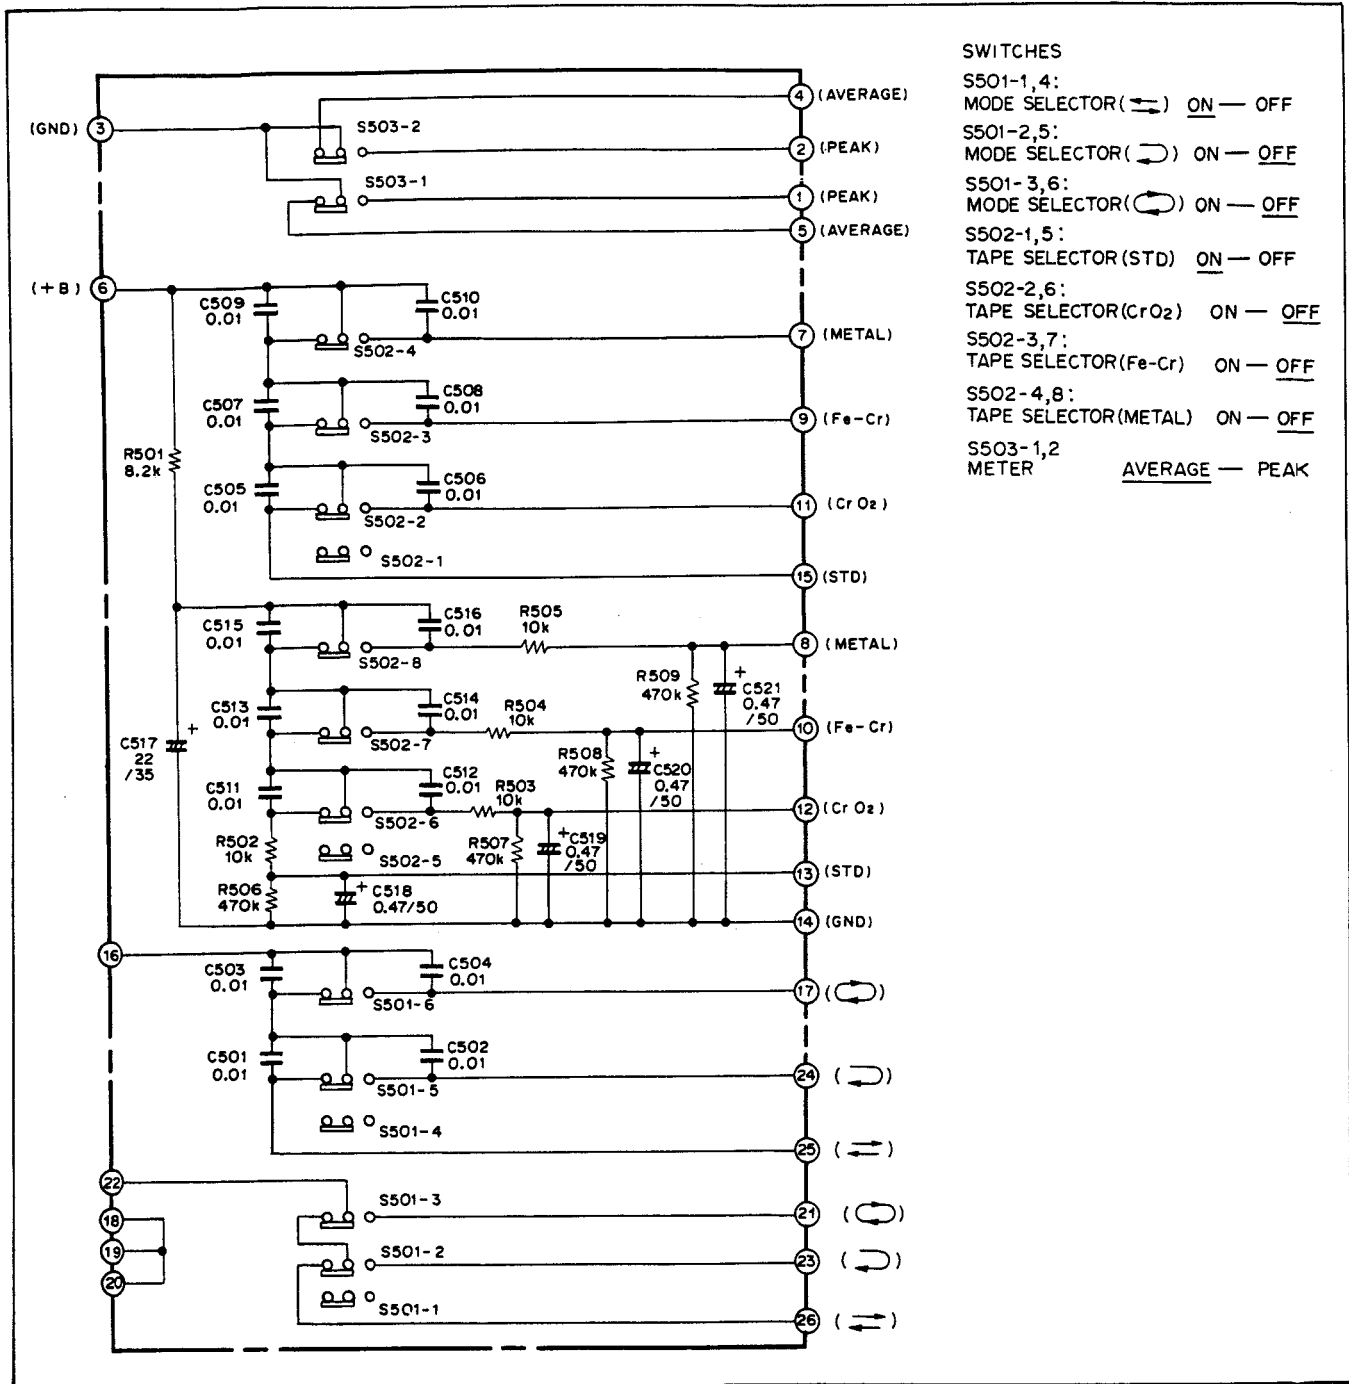 SWITCHES
S501-1,4:
MODE SELECTOR(⇄) ON — OFF
S501-2,5:
MODE SELECTOR( ) ON — OFF
S501-3,6:
MODE SELECTOR( ) ON — OFF
S502-1,5:
TAPE SELECTOR(STD) ON — OFF
S502-2,6:
TAPE SELECTOR(CrO2) ON — OFF
S502-3,7:
TAPE SELECTOR(Fe-Cr) ON — OFF
S502-4,8:
TAPE SELECTOR(METAL) ON — OFF
S503-1,2
METER AVERAGE — PEAK
4 (AVERAGE)
(GND) 3
S503-2
2 (PEAK)
S503-1
1 (PEAK)
5 (AVERAGE)
(+B) 6
C509
0.01
C510
0.01
S502-4
7 (METAL)
C507
0.01
C508
0.01
S502-3
9 (Fe-Cr)
R501
8.2k
C505
0.01
C506
0.01
S502-2
11 (CrO2)
S502-1
15 (STD)
C515
0.01
C516
0.01
R505
10k
S502-8
8 (METAL)
R509
470k
+
C521
0.47
/50
C513
0.01
C514
0.01
R504
10k
S502-7
10 (Fe-Cr)
C517
22
/35
+
R508
470k
+
C520
0.47
/50
C511
0.01
C512
0.01
R503
10k
S502-6
12 (CrO2)
R502
10k
S502-5
R507
470k
+
C519
0.47
/50
13 (STD)
R506
470k
+
C518
0.47/50
14 (GND)
16
C503
0.01
C504
0.01
S501-6
17 ( )
C501
0.01
C502
0.01
S501-5
24 ( )
S501-4
25 (⇄)
22
S501-3
21 ( )
18
19
20
S501-2
23 ( )
S501-1
26 (⇄)